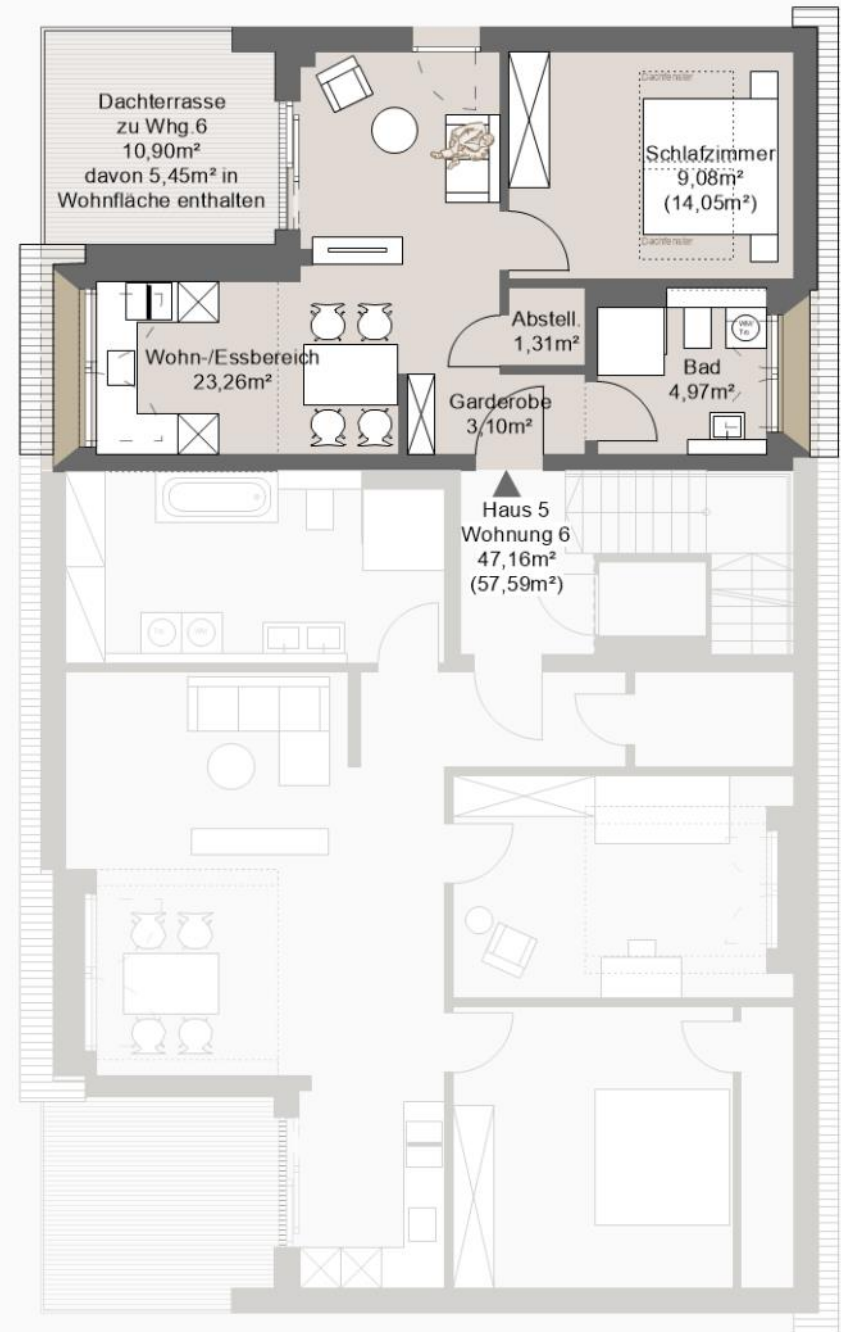 Dachterrasse
zu Whg.6
10,90m²
davon 5,45m² in
Wohnfläche enthalten
Dachfenster
Schlafzimmer
9,08m²
(14,05m²)
Dachfenster
Wohn-/Essbereich
23,26m²
Abstell.
1,31m²
Bad
4,97m²
Garderobe
3,10m²
Haus 5
Wohnung 6
47,16m²
(57,59m²)